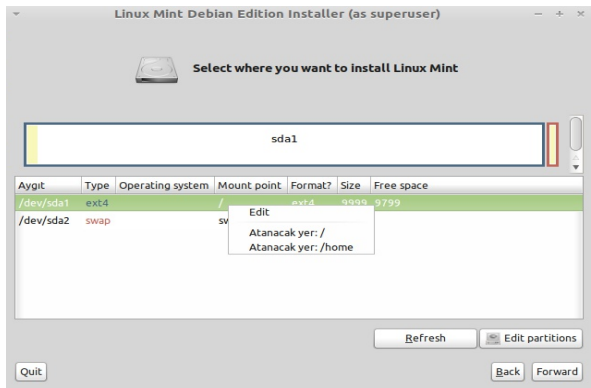 Linux Mint Debian Edition Installer (as superuser)
Select where you want to install Linux Mint
sda1
Aygıt Type Operating system Mount point Format? Size Free space
/dev/sda1 ext4 / ext4 9999 9799
/dev/sda2 swap
Edit
Atanacak yer: /
Atanacak yer: /home
Refresh Edit partitions
Quit Back Forward